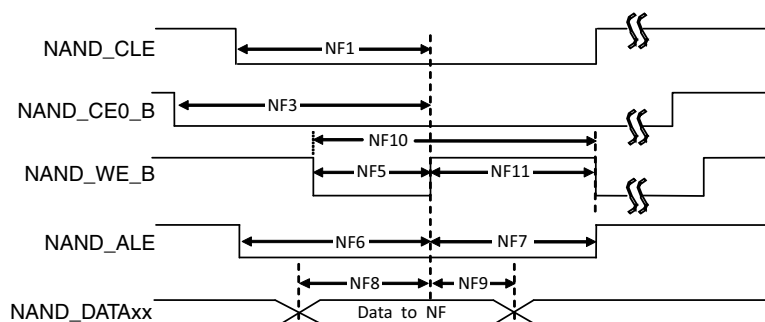 NAND_CLE
NF1
NAND_CE0_B
NF3
NF10
NAND_WE_B
NF5
NF11
NAND_ALE
NF6
NF7
NF8
NF9
NAND_DATAxx
Data to NF